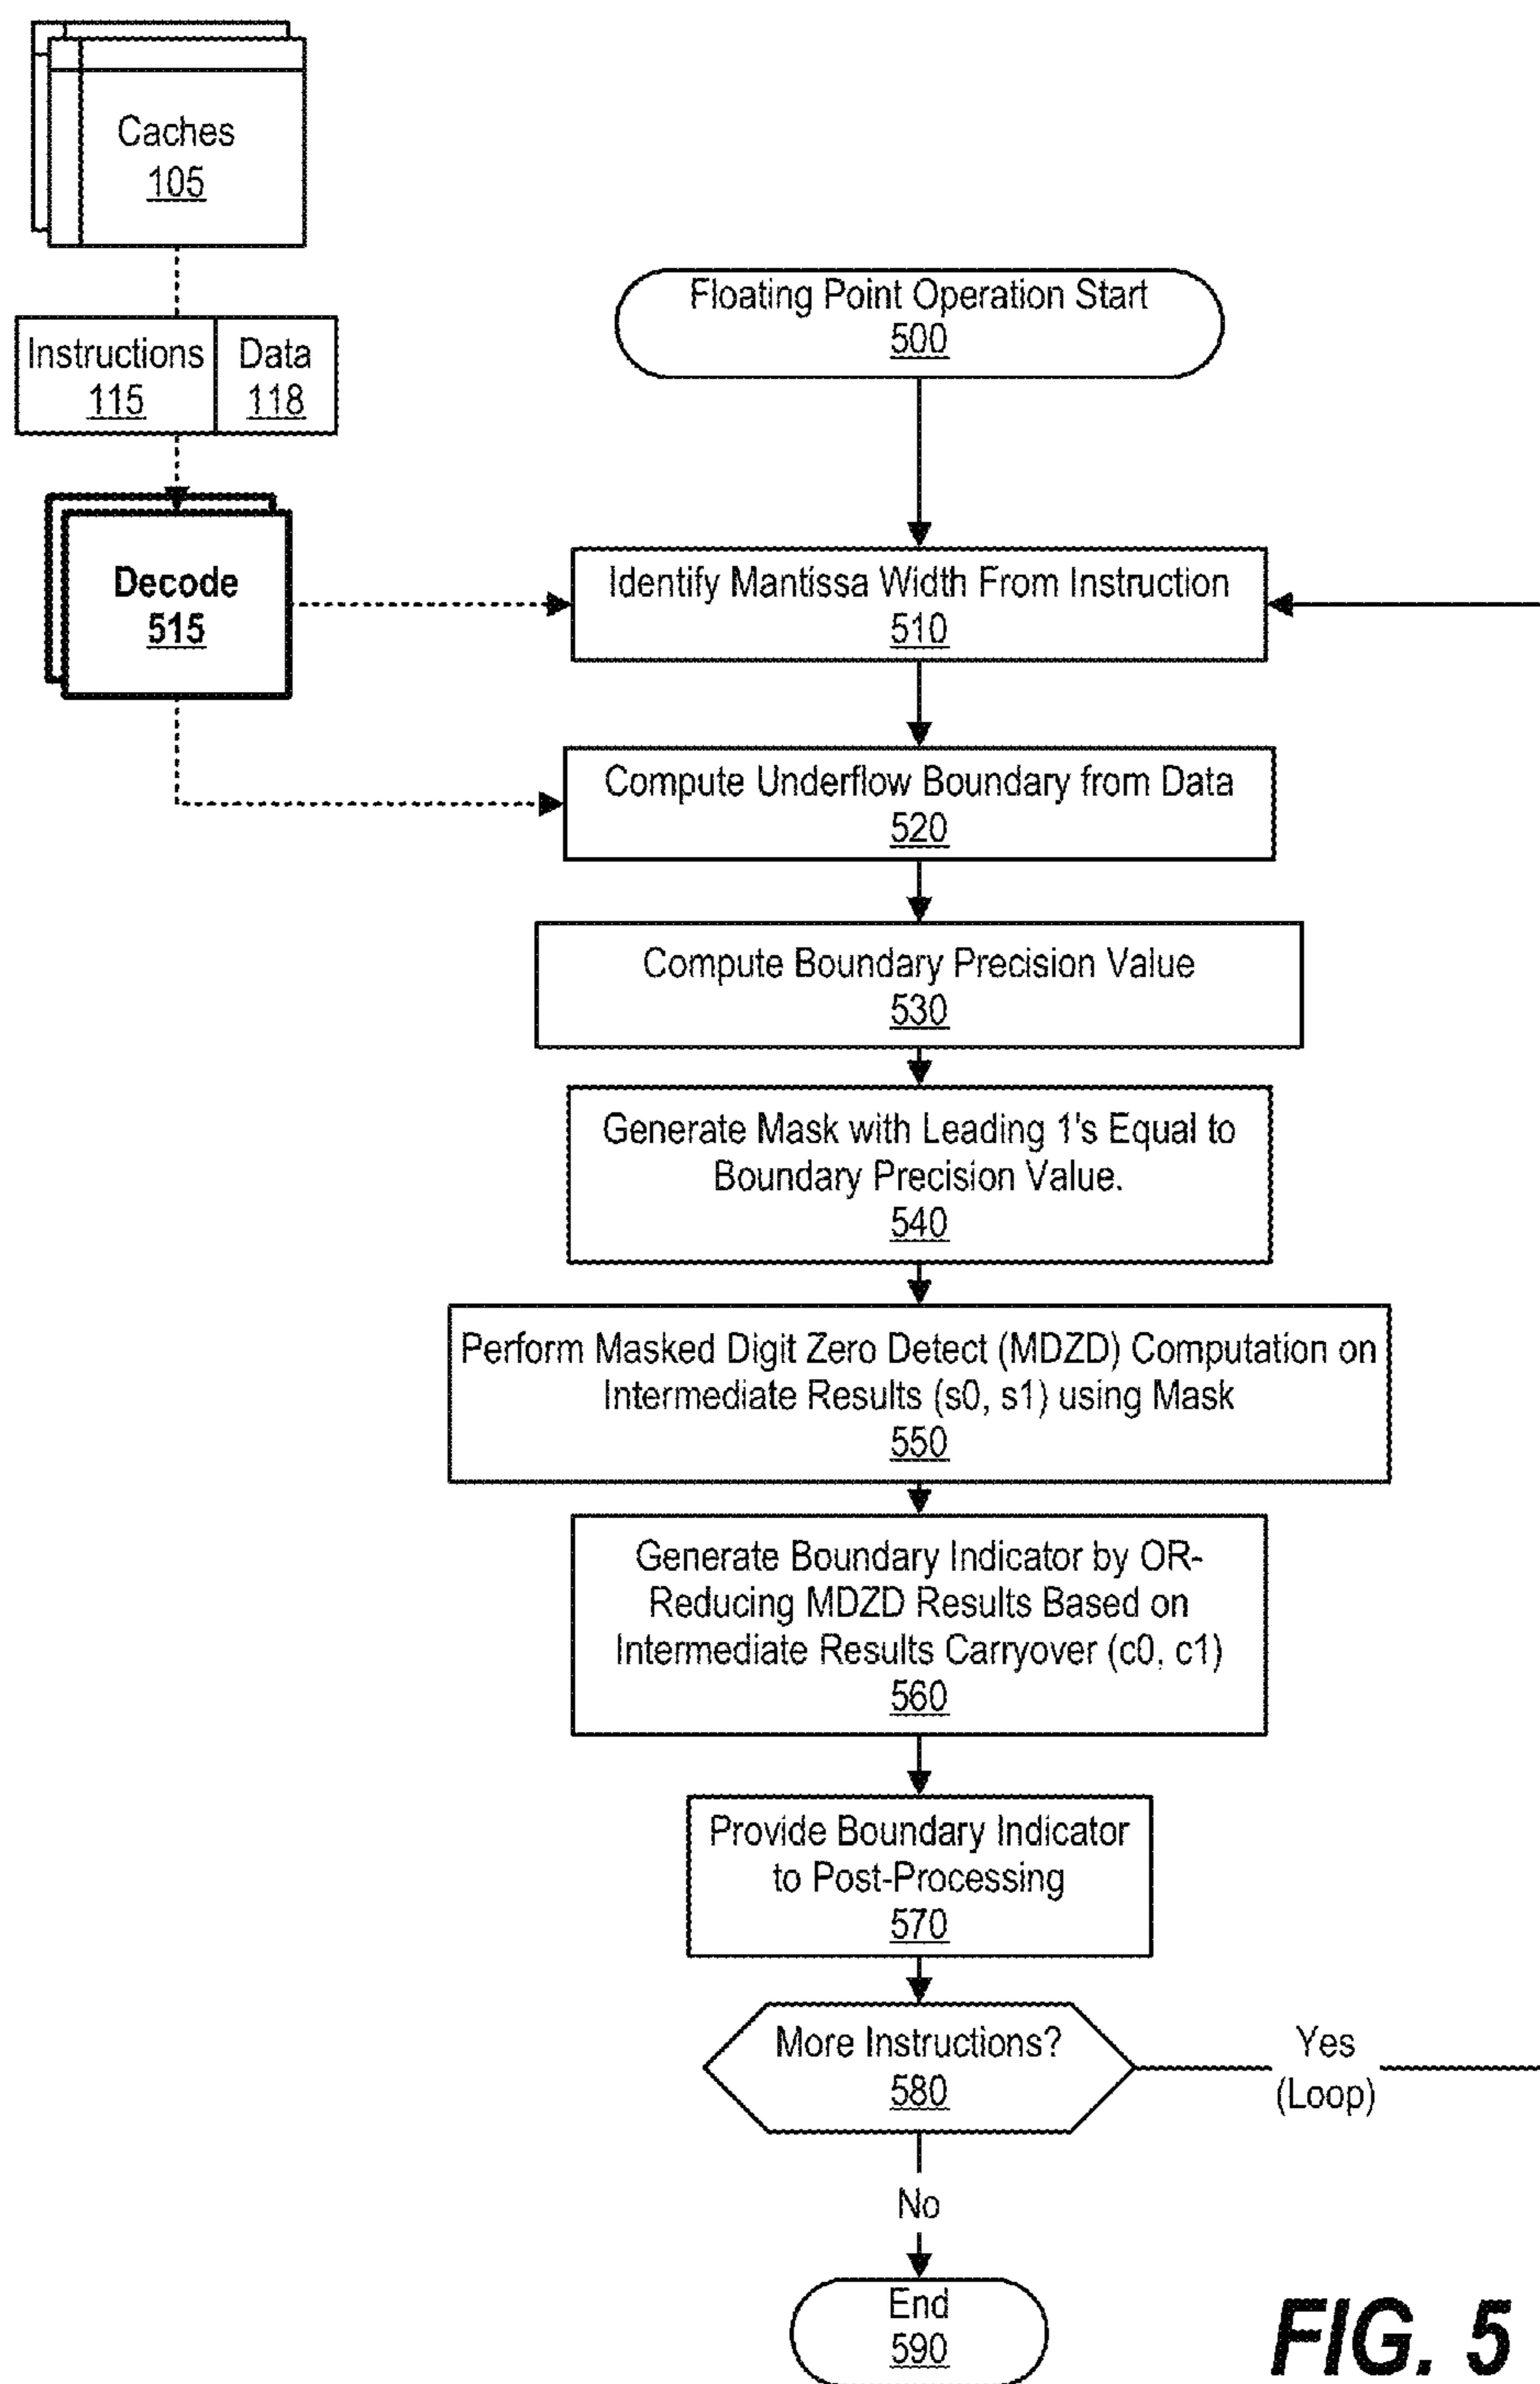 Caches
105
Instructions
115
Data
118
Decode
515
Floating Point Operation Start
500
Identify Mantissa Width From Instruction
510
Compute Underflow Boundary from Data
520
Compute Boundary Precision Value
530
Generate Mask with Leading 1's Equal to
Boundary Precision Value.
540
Perform Masked Digit Zero Detect (MDZD) Computation on
Intermediate Results (s0, s1) using Mask
550
Generate Boundary Indicator by OR-
Reducing MDZD Results Based on
Intermediate Results Carryover (c0, c1)
560
Provide Boundary Indicator
to Post-Processing
570
More Instructions?
580
Yes
(Loop)
No
End
590
FIG. 5